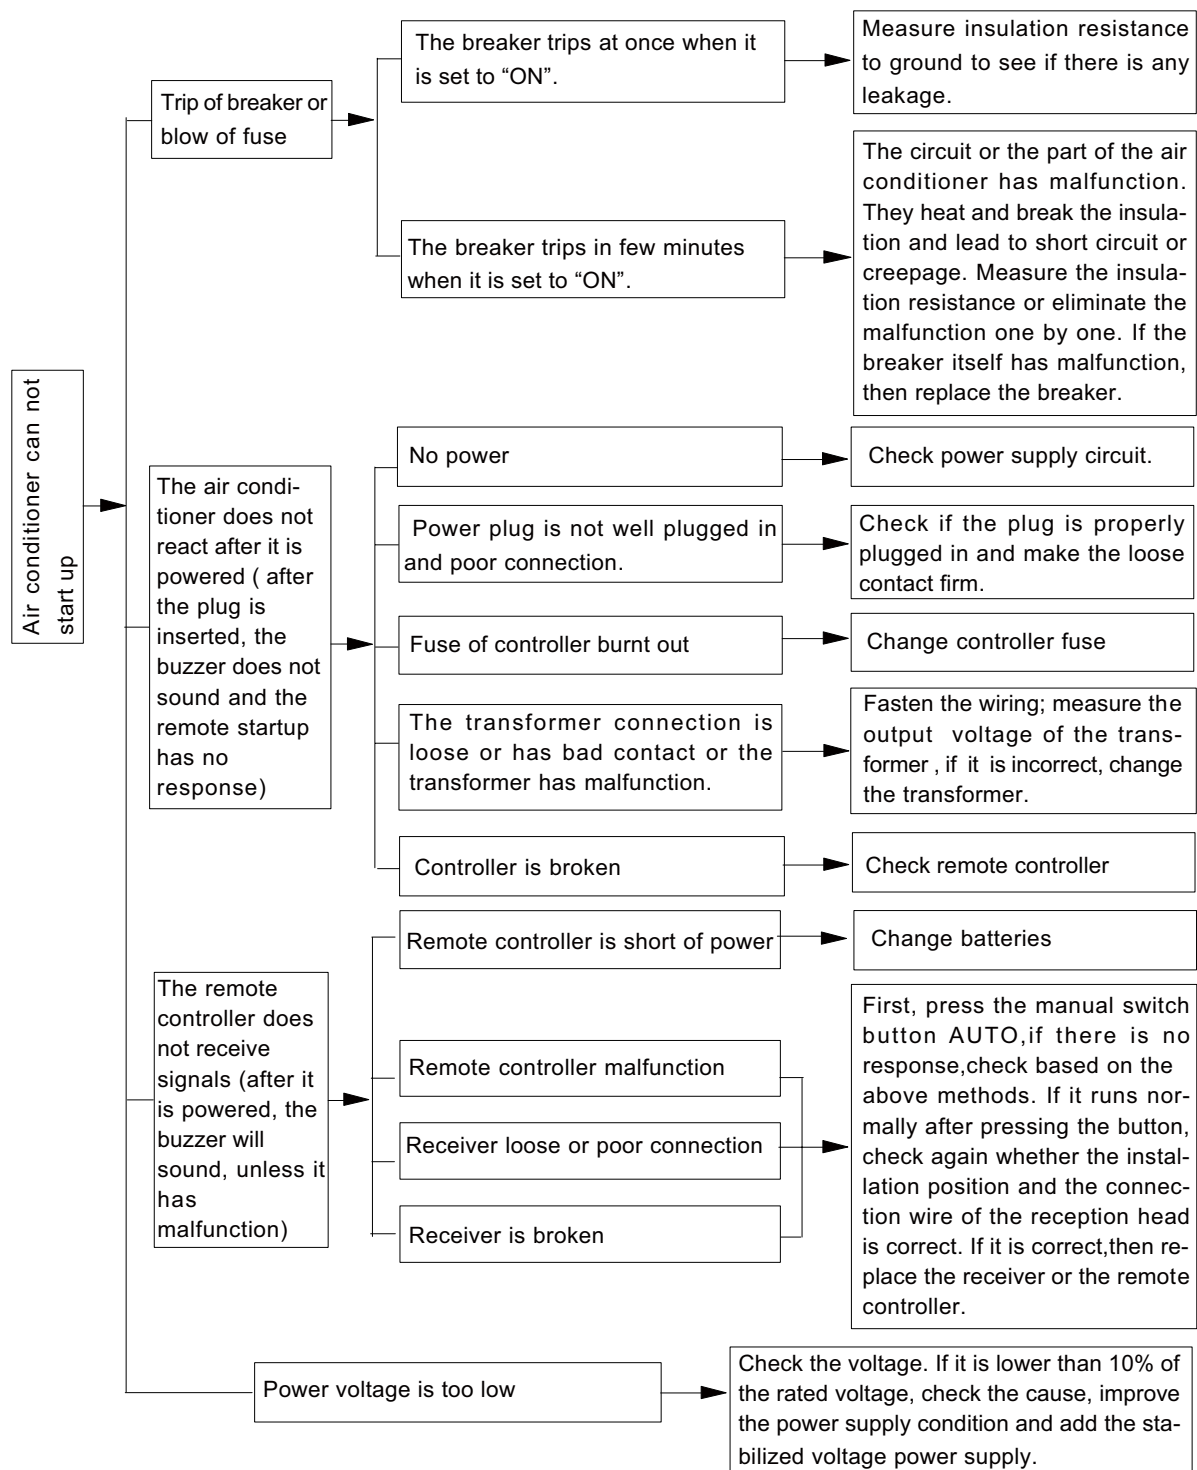 Air conditioner can not
start up
Trip of breaker or
blow of fuse
The breaker trips at once when it
is set to “ON”.
Measure insulation resistance
to ground to see if there is any
leakage.
The breaker trips in few minutes
when it is set to “ON”.
The circuit or the part of the air
conditioner has malfunction.
They heat and break the insula-
tion and lead to short circuit or
creepage. Measure the insula-
tion resistance or eliminate the
malfunction one by one. If the
breaker itself has malfunction,
then replace the breaker.
The air condi-
tioner does not
react after it is
powered ( after
the plug is
inserted, the
buzzer does not
sound and the
remote startup
has no
response)
No power
Check power supply circuit.
Power plug is not well plugged in
and poor connection.
Check if the plug is properly
plugged in and make the loose
contact firm.
Fuse of controller burnt out
Change controller fuse
The transformer connection is
loose or has bad contact or the
transformer has malfunction.
Fasten the wiring; measure the
output voltage of the trans-
former , if it is incorrect, change
the transformer.
Controller is broken
Check remote controller
The remote
controller does
not receive
signals (after it
is powered, the
buzzer will
sound, unless it
has
malfunction)
Remote controller is short of power
Change batteries
Remote controller malfunction
Receiver loose or poor connection
Receiver is broken
First, press the manual switch
button AUTO,if there is no
response,check based on the
above methods. If it runs nor-
mally after pressing the button,
check again whether the instal-
lation position and the connec-
tion wire of the reception head
is correct. If it is correct,then re-
place the receiver or the remote
controller.
Power voltage is too low
Check the voltage. If it is lower than 10% of
the rated voltage, check the cause, improve
the power supply condition and add the sta-
bilized voltage power supply.